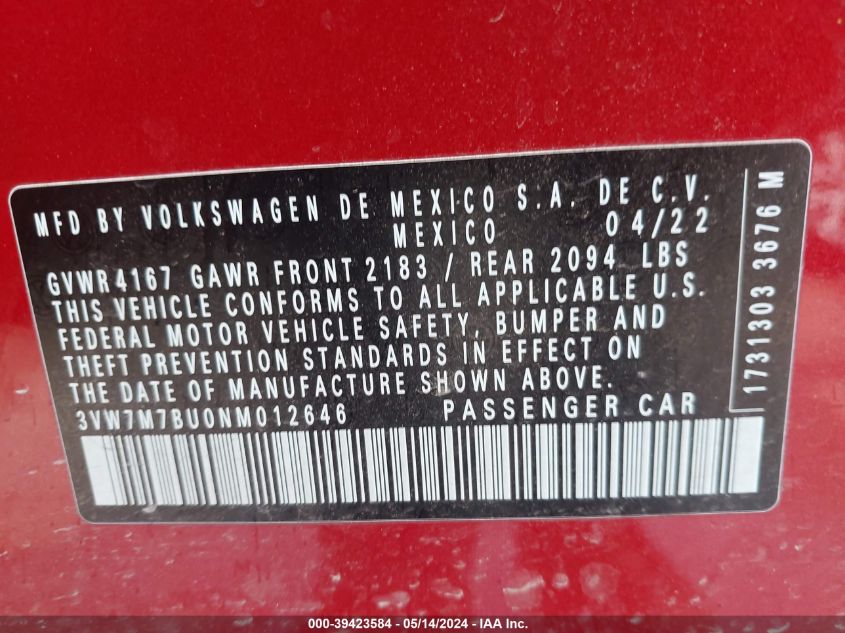 MFD BY VOLKSWAGEN DE MEXICO S.A. DE C.V.
MEXICO 04/22
GVWR4167 GAWR FRONT 2183 / REAR 2094 LBS
THIS VEHICLE CONFORMS TO ALL APPLICABLE U.S.
FEDERAL MOTOR VEHICLE SAFETY, BUMPER AND
THEFT PREVENTION STANDARDS IN EFFECT ON
THE DATE OF MANUFACTURE SHOWN ABOVE.
3VW7M7BU0NM012646 PASSENGER CAR
1731303 3676 M
000-39423584 - 05/14/2024 - IAA Inc.